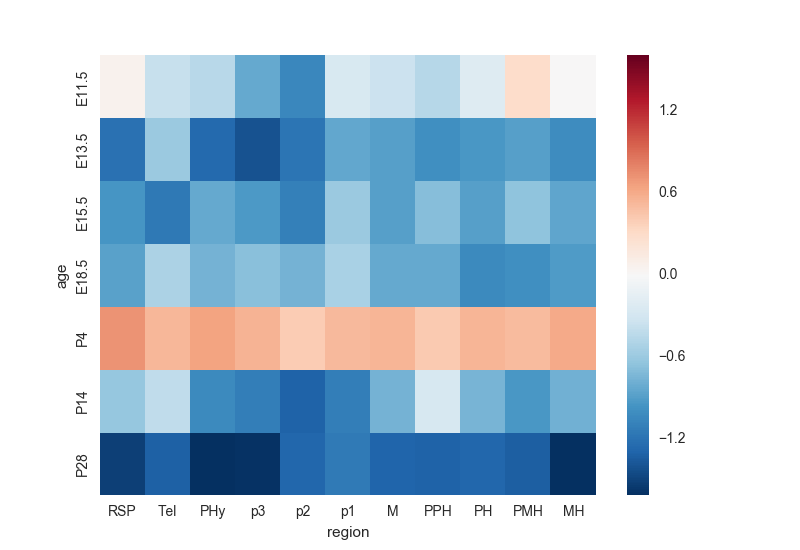 age
E11.5
E13.5
E15.5
E18.5
P4
P14
P28
RSP Tel PHy p3 p2 p1 M PPH PH PMH MH
region
1.2
0.6
0.0
−0.6
−1.2